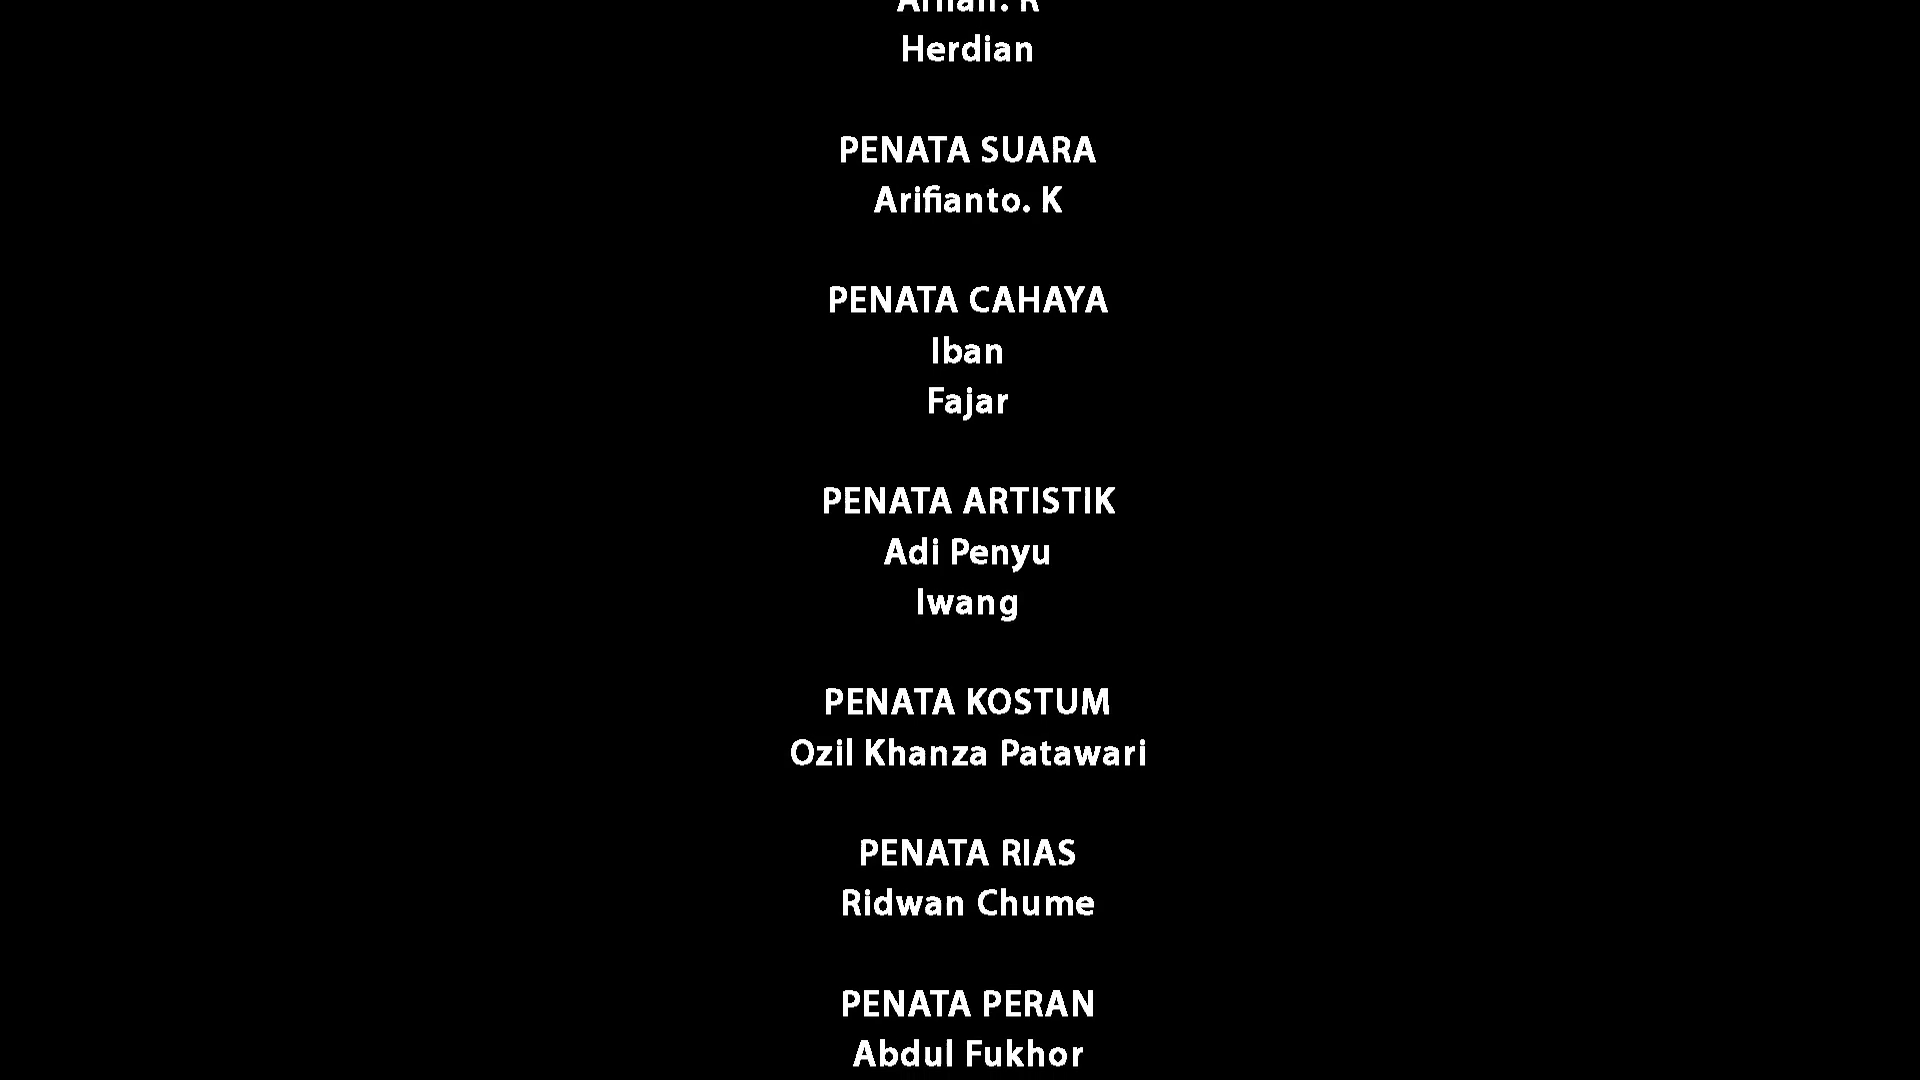 Herdian
PENATA SUARA
Arifianto. K
PENATA CAHAYA
Iban
Fajar
PENATA ARTISTIK
Adi Penyu
Iwang
PENATA KOSTUM
Ozil Khanza Patawari
PENATA RIAS
Ridwan Chume
PENATA PERAN
Abdul Fukhor